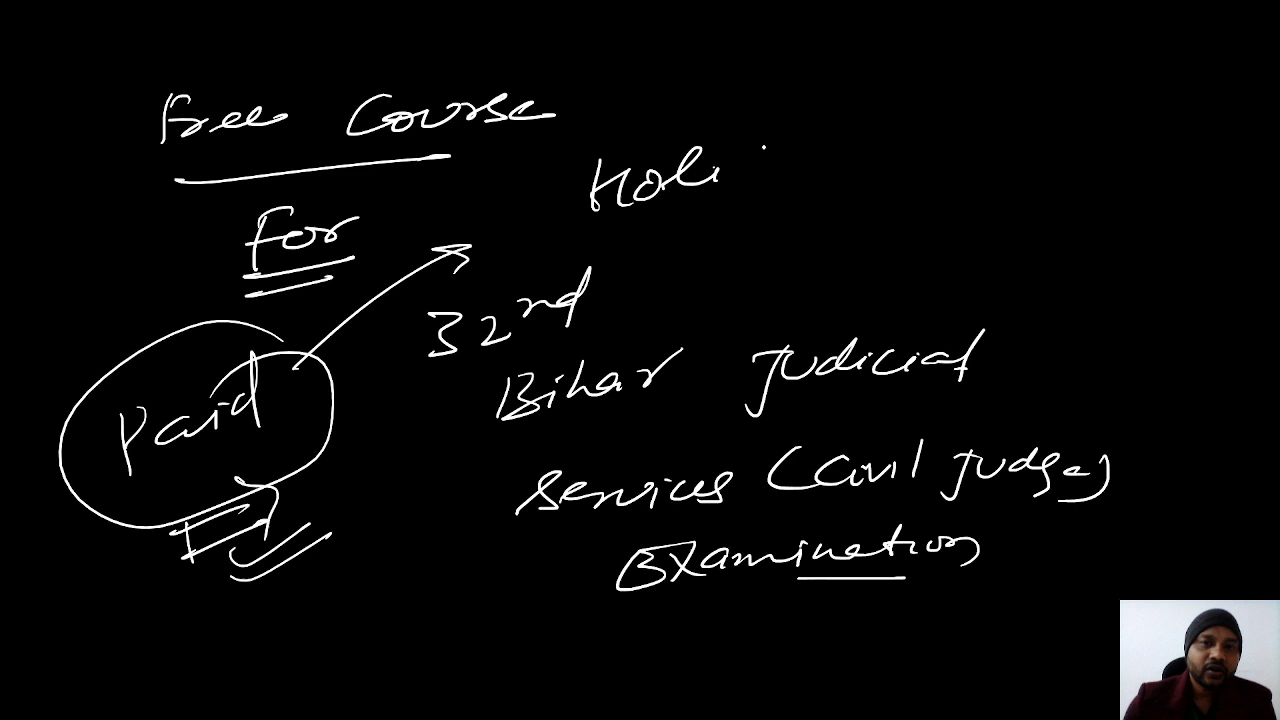 Free Course
Holi
For
32nd
Bihar Judicial
Paid
Services (Civil Judge)
Examination